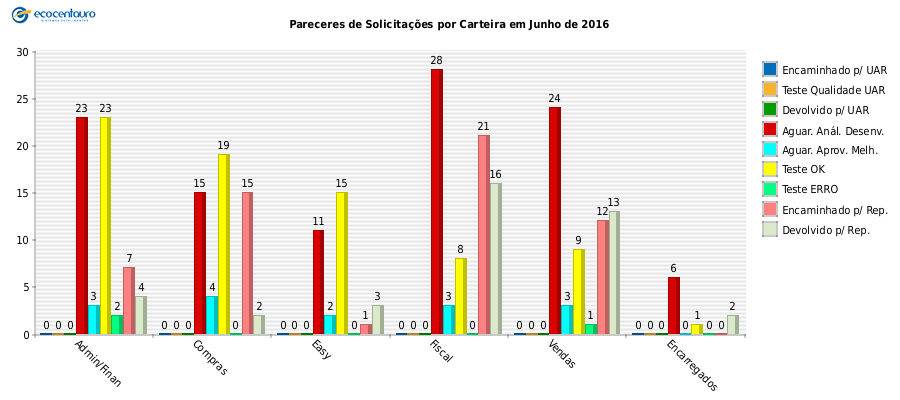 ecocentauro
Pareceres de Solicitações por Carteira em Junho de 2016
30
25
20
15
10
5
0
0 0 0 23 3 23 2 7 4
0 0 0 15 4 19 0 15 2
0 0 0 11 2 15 0 1 3
0 0 0 28 3 8 0 21 16
0 0 0 24 3 9 1 12 13
0 0 0 6 0 1 0 0 2
Admin/Finan
Compras
Easy
Fiscal
Vendas
Encarregados
Encaminhado p/ UAR
Teste Qualidade UAR
Devolvido p/ UAR
Aguar. Anál. Desenv.
Aguar. Aprov. Melh.
Teste OK
Teste ERRO
Encaminhado p/ Rep.
Devolvido p/ Rep.